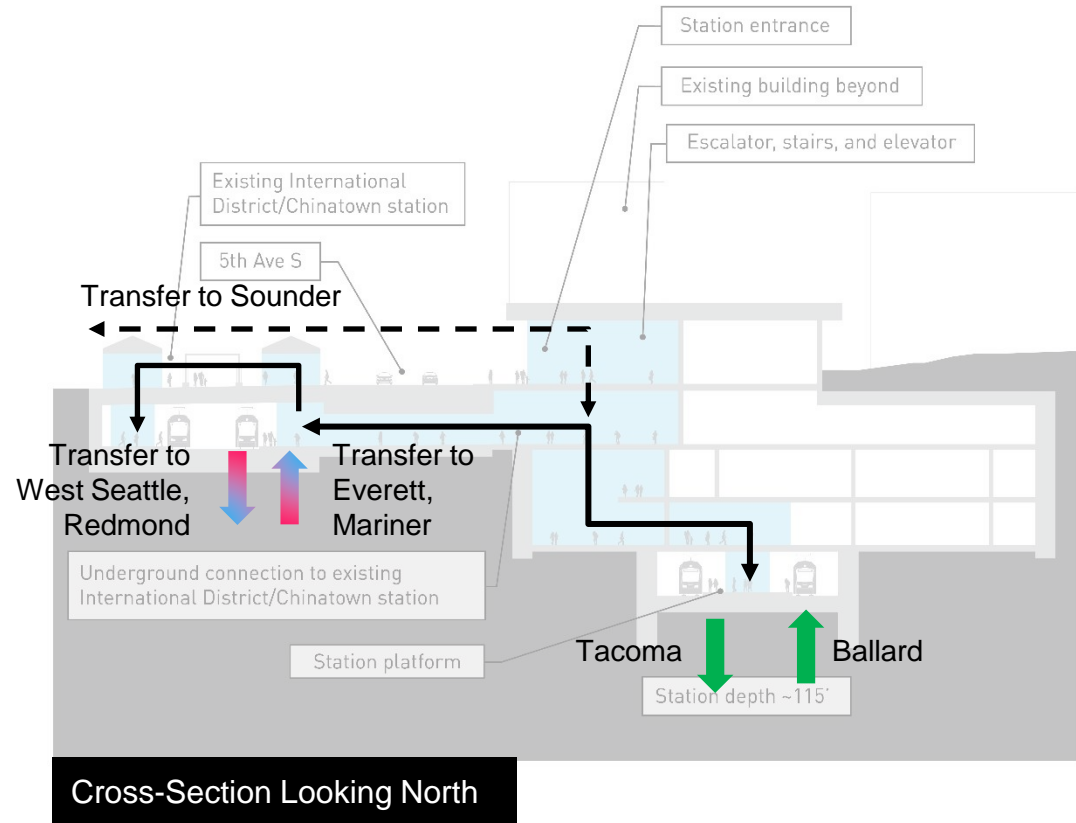 Station entrance
Existing building beyond
Escalator, stairs, and elevator
Existing International
District/Chinatown station
5th Ave S
Transfer to Sounder
Transfer to
West Seattle,
Redmond
Transfer to
Everett,
Mariner
Underground connection to existing
International District/Chinatown station
Station platform
Tacoma
Ballard
Station depth ~115'
Cross-Section Looking North